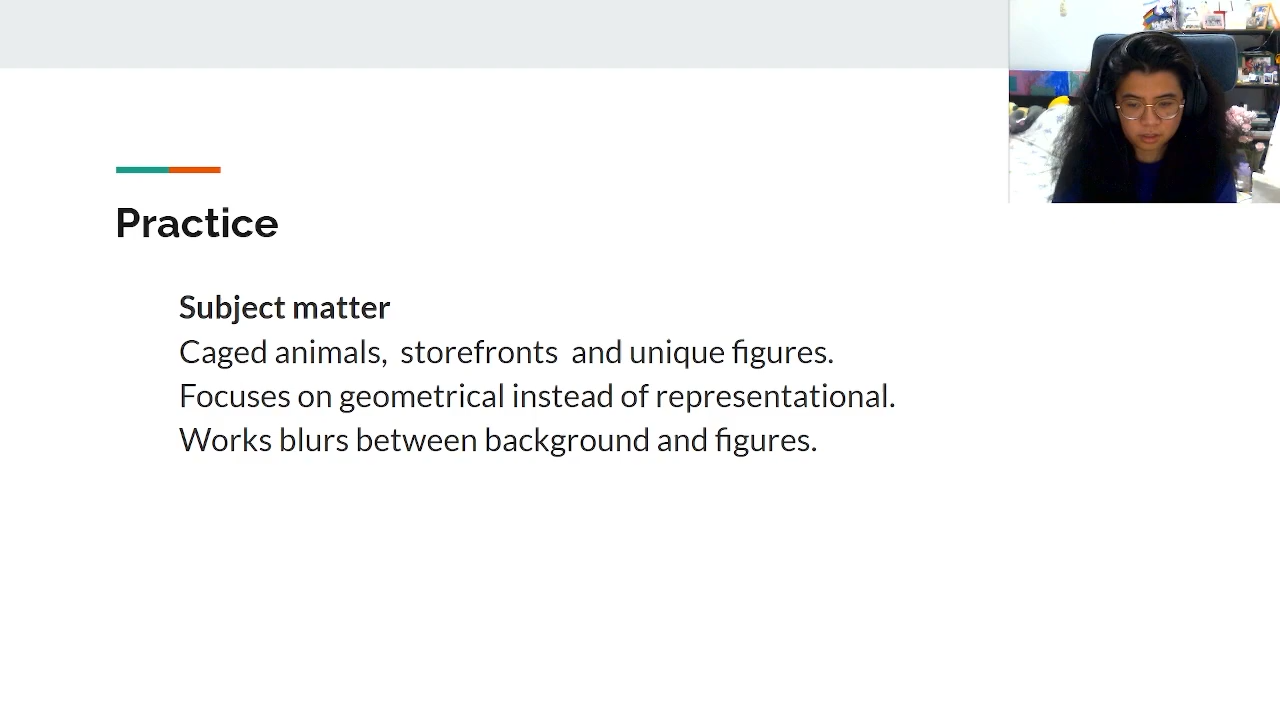 Practice
Subject matter
Caged animals,  storefronts  and unique figures.
Focuses on geometrical instead of representational.
Works blurs between background and figures.